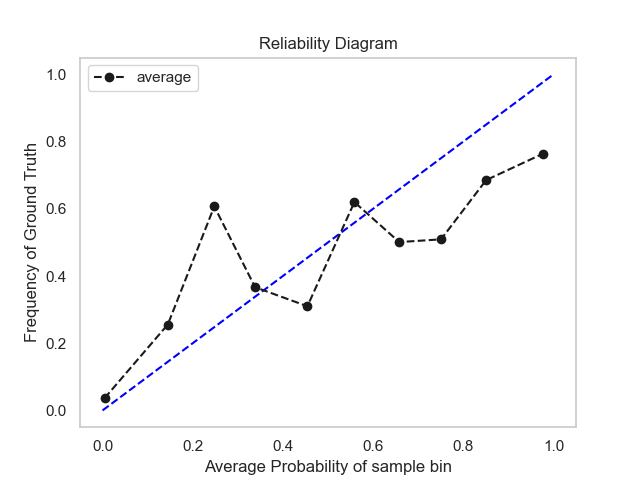 Reliability Diagram
average
Frequency of Ground Truth
1.0
0.8
0.6
0.4
0.2
0.0
0.0 0.2 0.4 0.6 0.8 1.0
Average Probability of sample bin